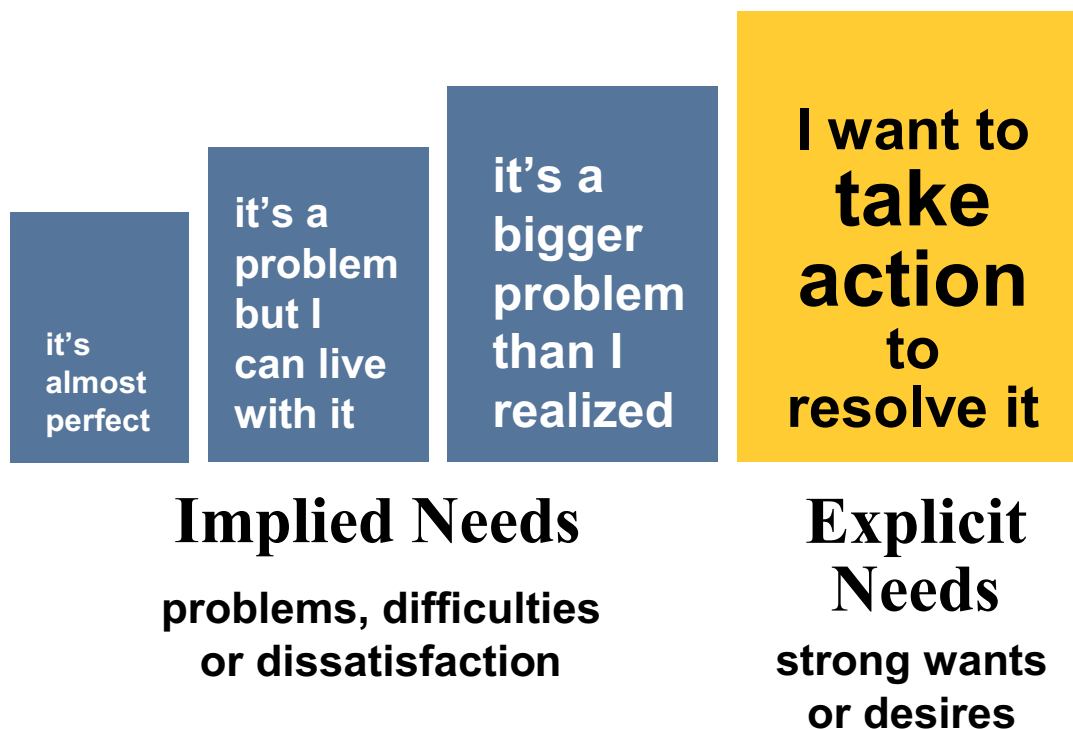 it’s
almost
perfect
it’s a
problem
but I
can live
with it
it’s a
bigger
problem
than I
realized
I want to
take
action
to
resolve it
Implied Needs
problems, difficulties
or dissatisfaction
Explicit
Needs
strong wants
or desires